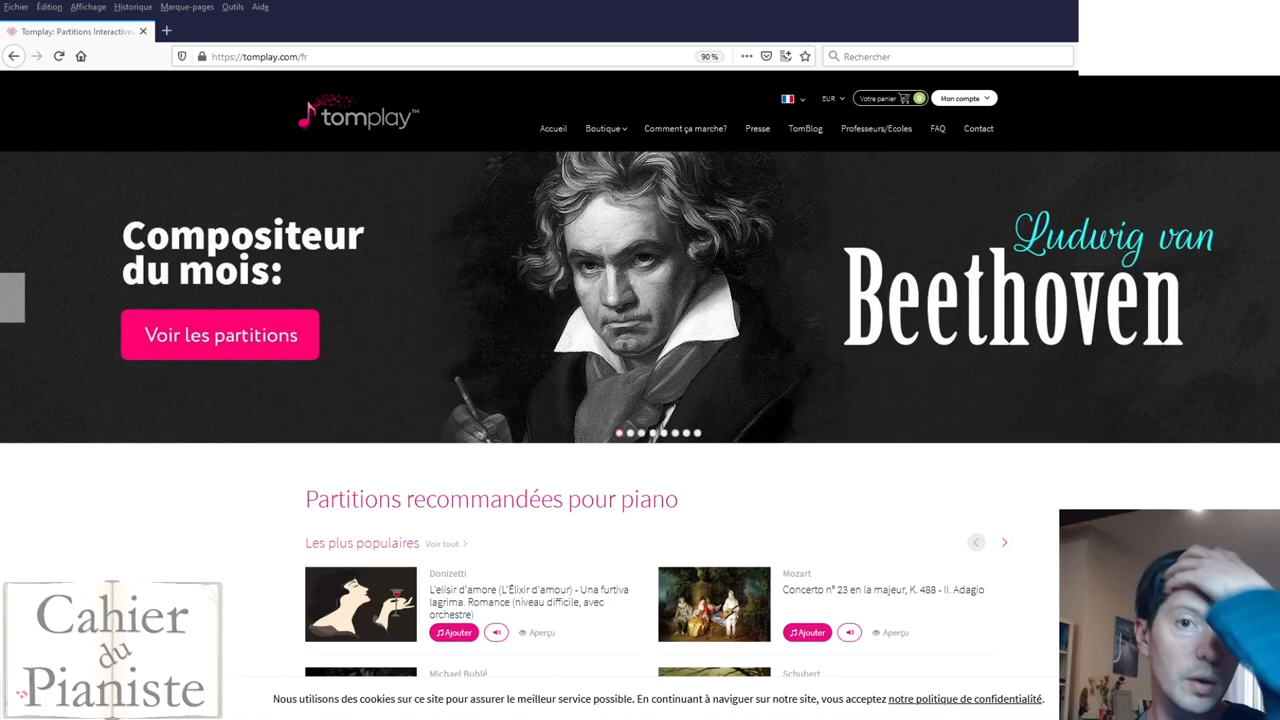 Fichier Édition Affichage Historique Marque-pages Outils Aide
Tomplay: Partitions Interactives
https://tomplay.com/fr 90 % Rechercher
EUR Votre panier 0 Mon compte
tomplay™
Accueil Boutique Comment ça marche? Presse TomBlog Professeurs/Ecoles FAQ Contact
Compositeur
du mois:
Voir les partitions
Ludwig van
Beethoven
Partitions recommandées pour piano
Les plus populaires Voir tout
Donizetti
L'elisir d'amore (L'Élixir d'amour) - Una furtiva
lagrima. Romance (niveau difficile, avec
orchestre)
Ajouter Aperçu
Mozart
Concerto n° 23 en la majeur, K. 488 - II. Adagio
Ajouter Aperçu
Michael Bublé
Schubert
Nous utilisons des cookies sur ce site pour assurer le meilleur service possible. En continuant à naviguer sur notre site, vous acceptez notre politique de confidentialité.
Cahier
du
Pianiste